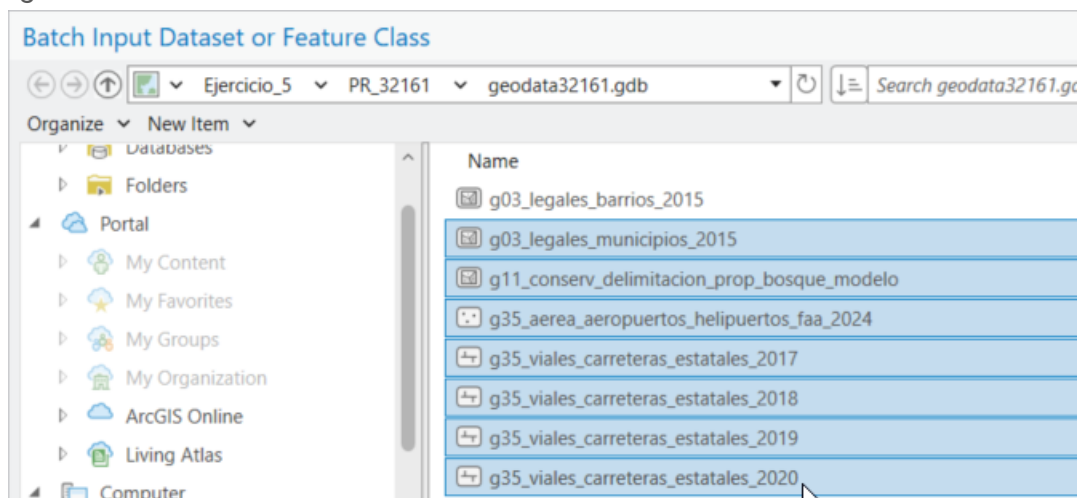 Batch Input Dataset or Feature Class
Ejercicio_5 PR_32161 geodata32161.gdb Search geodata32161.gd
Organize New Item
Databases
Folders
Portal
My Content
My Favorites
My Groups
My Organization
ArcGIS Online
Living Atlas
Computer
Name
g03_legales_barrios_2015
g03_legales_municipios_2015
g11_conserv_delimitacion_prop_bosque_modelo
g35_aerea_aeropuertos_helipuertos_faa_2024
g35_viales_carreteras_estatales_2017
g35_viales_carreteras_estatales_2018
g35_viales_carreteras_estatales_2019
g35_viales_carreteras_estatales_2020